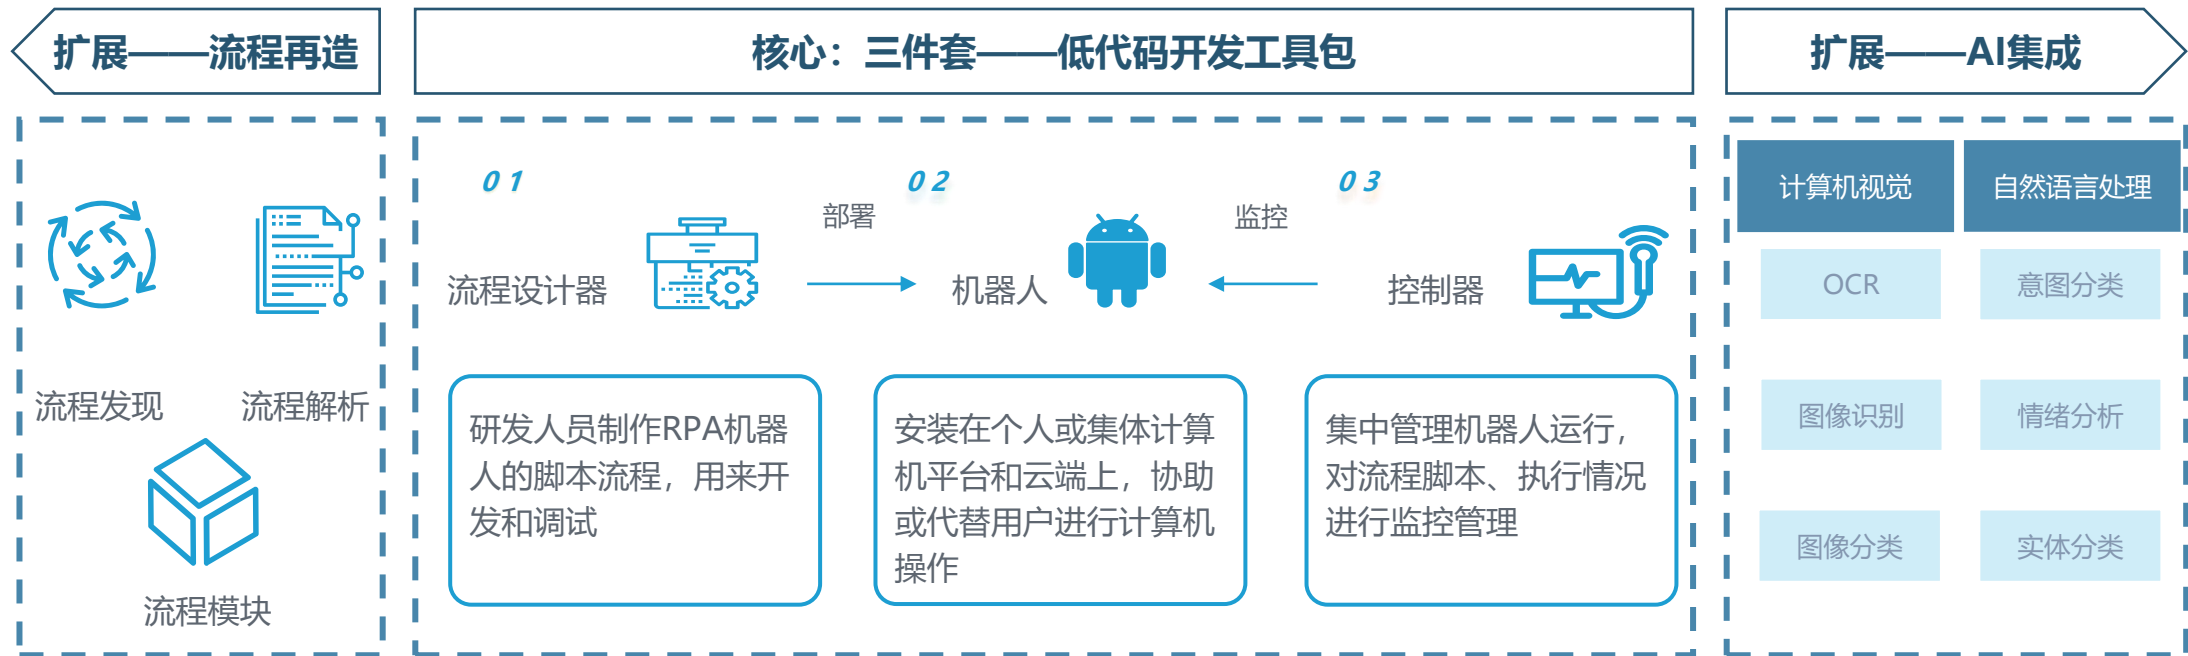 扩展——流程再造
核心：三件套——低代码开发工具包
扩展——AI集成
流程发现
流程解析
流程模块
01
流程设计器
部署
02
机器人
监控
03
控制器
研发人员制作RPA机器
人的脚本流程，用来开
发和调试
安装在个人或集体计算
机平台和云端上，协助
或代替用户进行计算机
操作
集中管理机器人运行，
对流程脚本、执行情况
进行监控管理
计算机视觉
自然语言处理
OCR
意图分类
图像识别
情绪分析
图像分类
实体分类